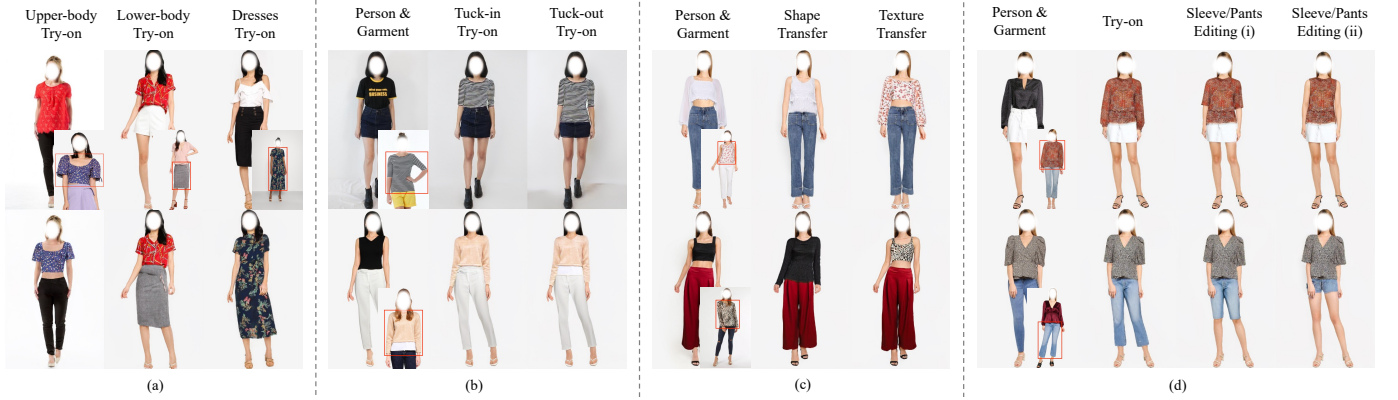 Upper-body
Try-on
Lower-body
Try-on
Dresses
Try-on
(a)
Person &
Garment
Tuck-in
Try-on
Tuck-out
Try-on
BUSINESS
(b)
Person &
Garment
Shape
Transfer
Texture
Transfer
(c)
Person &
Garment
Try-on
Sleeve/Pants
Editing (i)
Sleeve/Pants
Editing (ii)
(d)